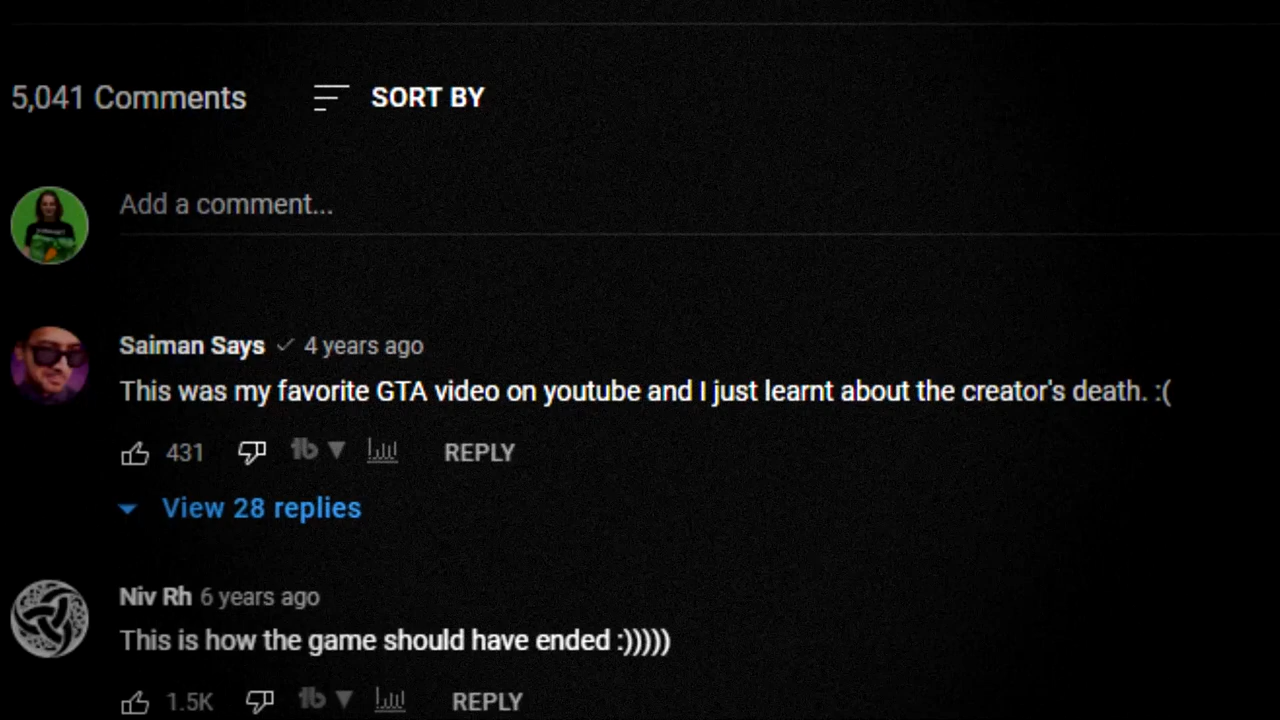 5,041 Comments SORT BY
Add a comment...
Saiman Says 4 years ago
This was my favorite GTA video on youtube and I just learnt about the creator's death. :(
431 REPLY
View 28 replies
Niv Rh 6 years ago
This is how the game should have ended :)))))
1.5K REPLY